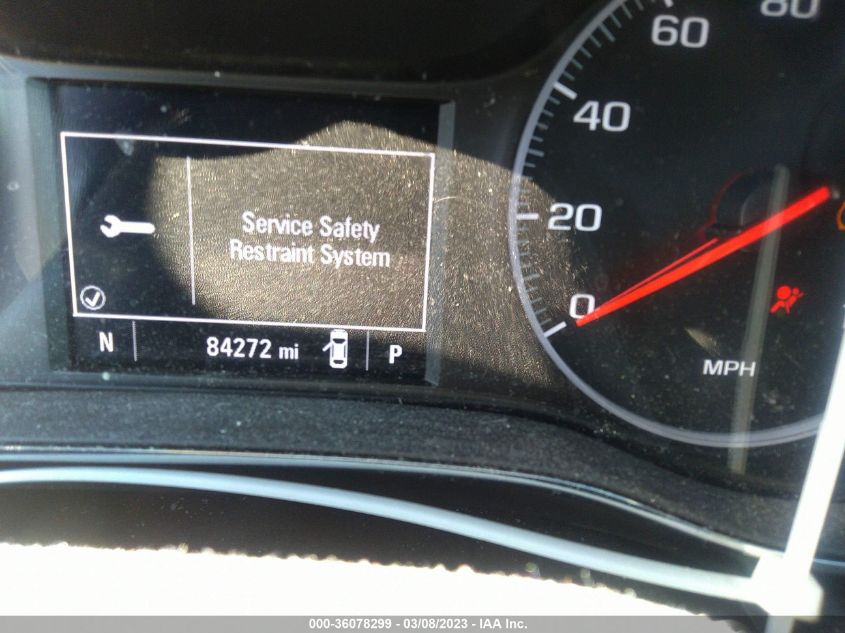 80
60
40
20
0
MPH
Service Safety
Restraint System
N 84272 mi P
000-36078299 - 03/08/2023 - IAA Inc.